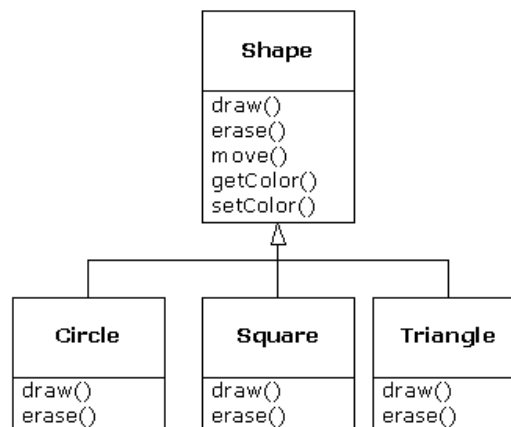 Shape
draw()
erase()
move()
getColor()
setColor()
Circle
draw()
erase()
Square
draw()
erase()
Triangle
draw()
erase()